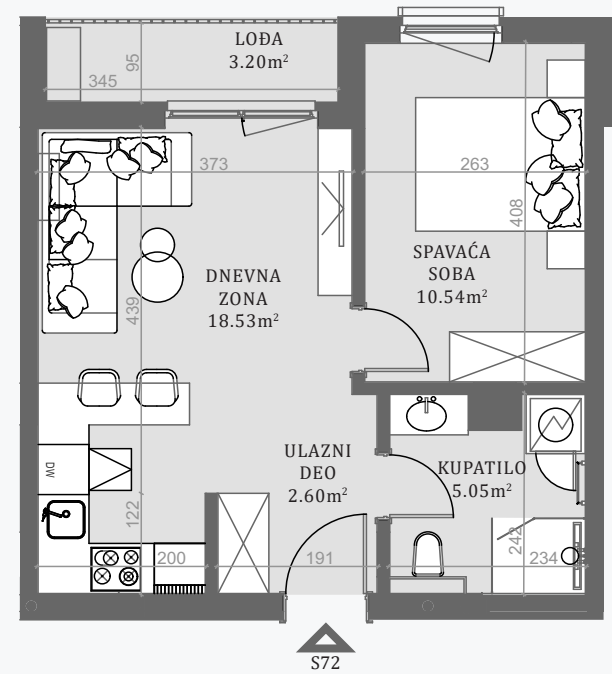 LOĐA
3.20m²
95
345
373
263
408
SPAVAĆA
SOBA
10.54m²
DNEVNA
ZONA
18.53m²
439
ULAZNI
DEO
2.60m²
KUPATILO
5.05m²
DW
122
200
191
242
234
S72